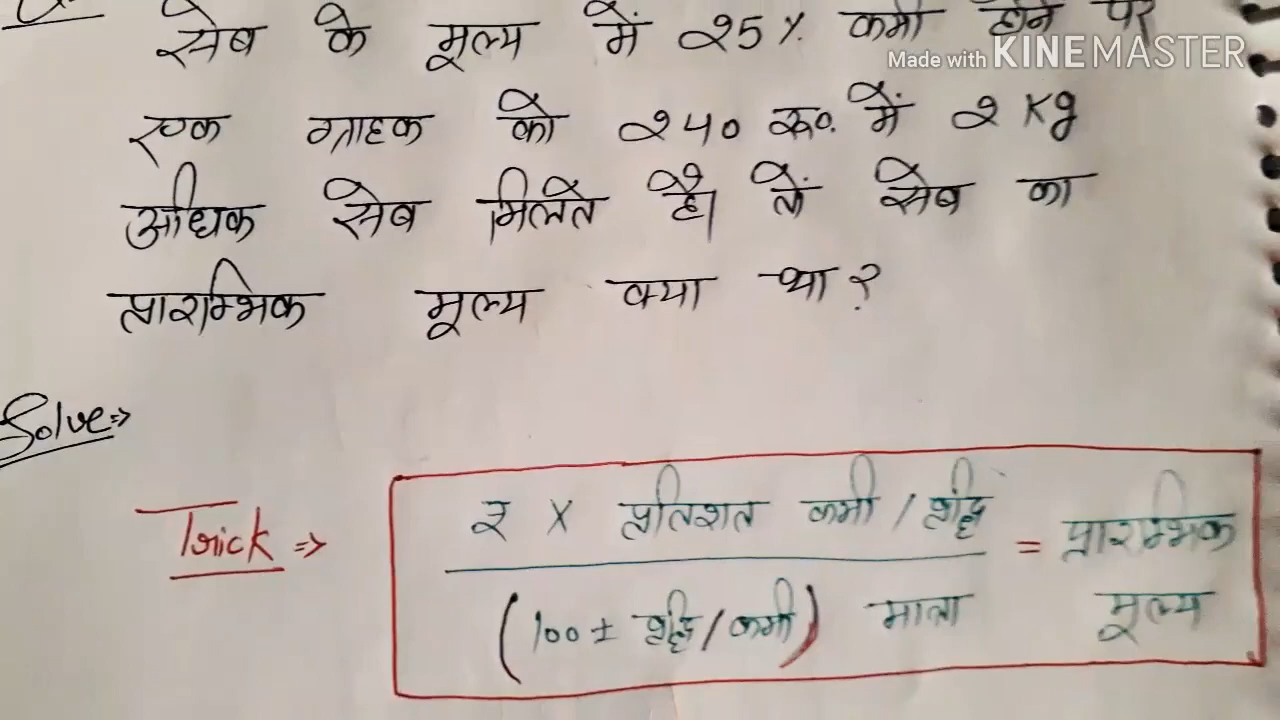 सेब के मूल्य में 25% कमी होने पर
Made with KINEMASTER
एक ग्राहक को 240 रू०. में 2 Kg
अधिक सेब मिलते है। तो सेब का
प्रारम्भिक मूल्य क्या था?
Solve⇒
Trick ⇒
₹ X प्रतिशत कमी / वृद्धि
(100 ± वृद्धि/कमी) मात्रा
= प्रारम्भिक
मूल्य